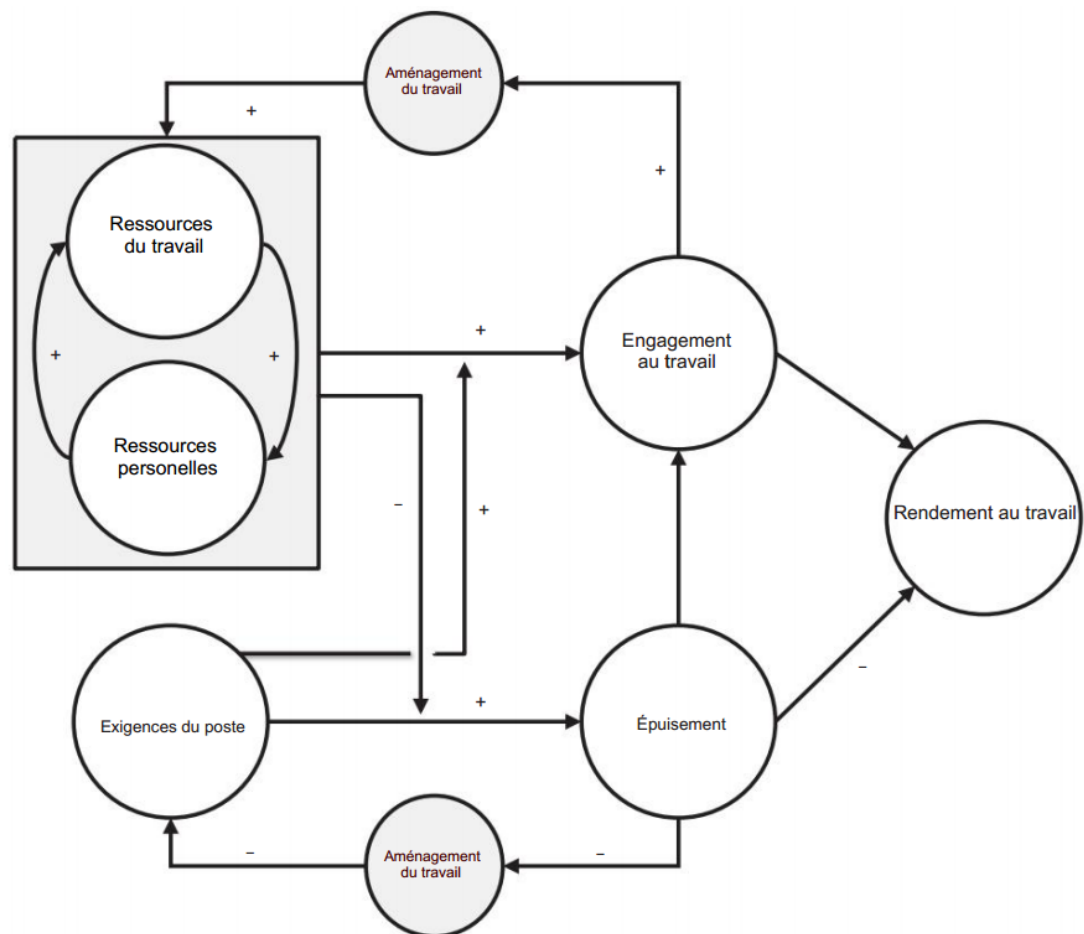 Aménagement
du travail
+
+
Ressources
du travail
+
+
+
Engagement
au travail
Ressources
personelles
–
+
Rendement au travail
Exigences du poste
+
Épuisement
–
–
Aménagement
du travail
–